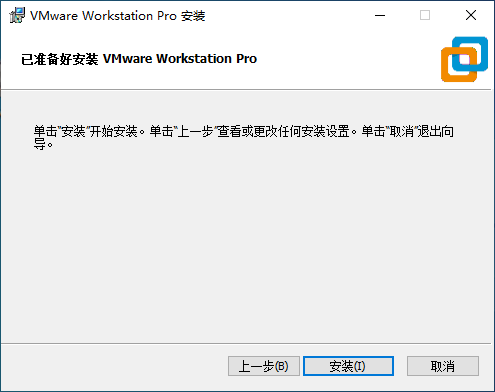 VMware Workstation Pro 安装
已准备好安装 VMware Workstation Pro
单击“安装”开始安装。单击“上一步”查看或更改任何安装设置。单击“取消”退出向
导。
上一步(B) 安装(I) 取消